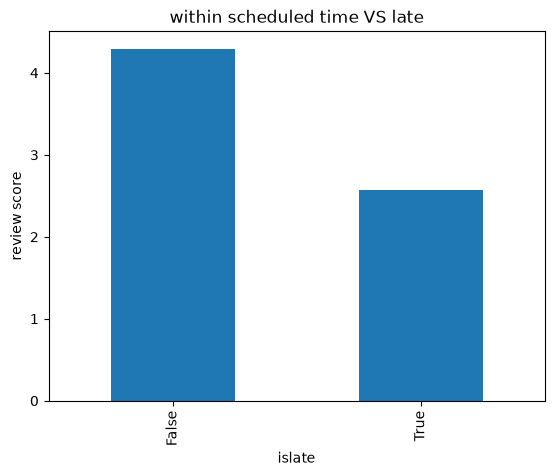 within scheduled time VS late
review score
4
3
2
1
0
False
True
islate